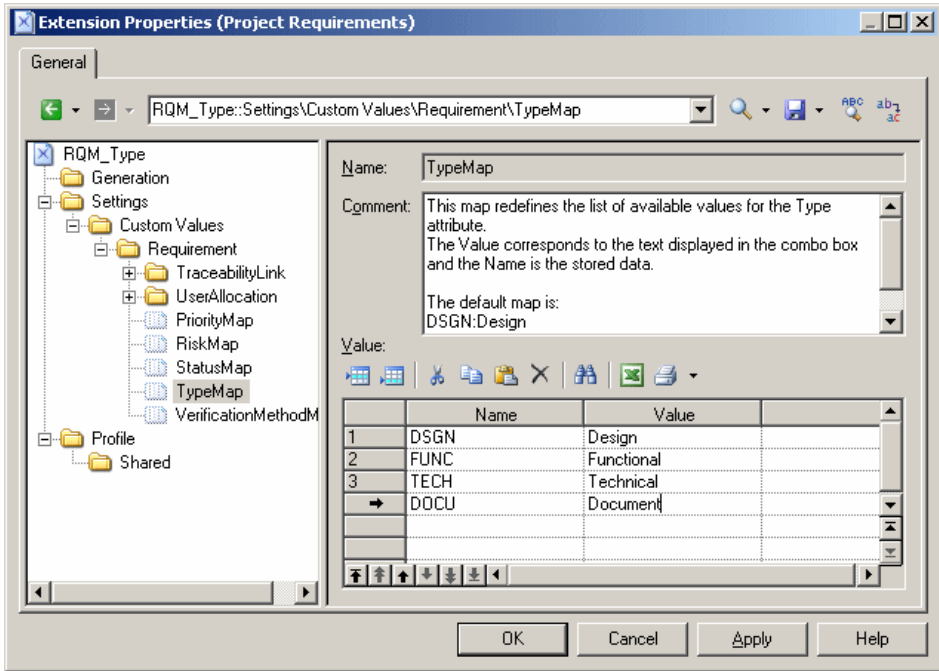 Extension Properties (Project Requirements)
General
RQM_Type::Settings\Custom Values\Requirement\TypeMap
ABC
ab
ac
RQM_Type
Generation
Settings
Custom Values
Requirement
TraceabilityLink
UserAllocation
PriorityMap
RiskMap
StatusMap
TypeMap
VerificationMethodM
Profile
Shared
Name: TypeMap
Comment: This map redefines the list of available values for the Type
attribute.
The Value corresponds to the text displayed in the combo box
and the Name is the stored data.
The default map is:
DSGN:Design
Value:
Name Value
1 DSGN Design
2 FUNC Functional
3 TECH Technical
DOCU Document
OK Cancel Apply Help